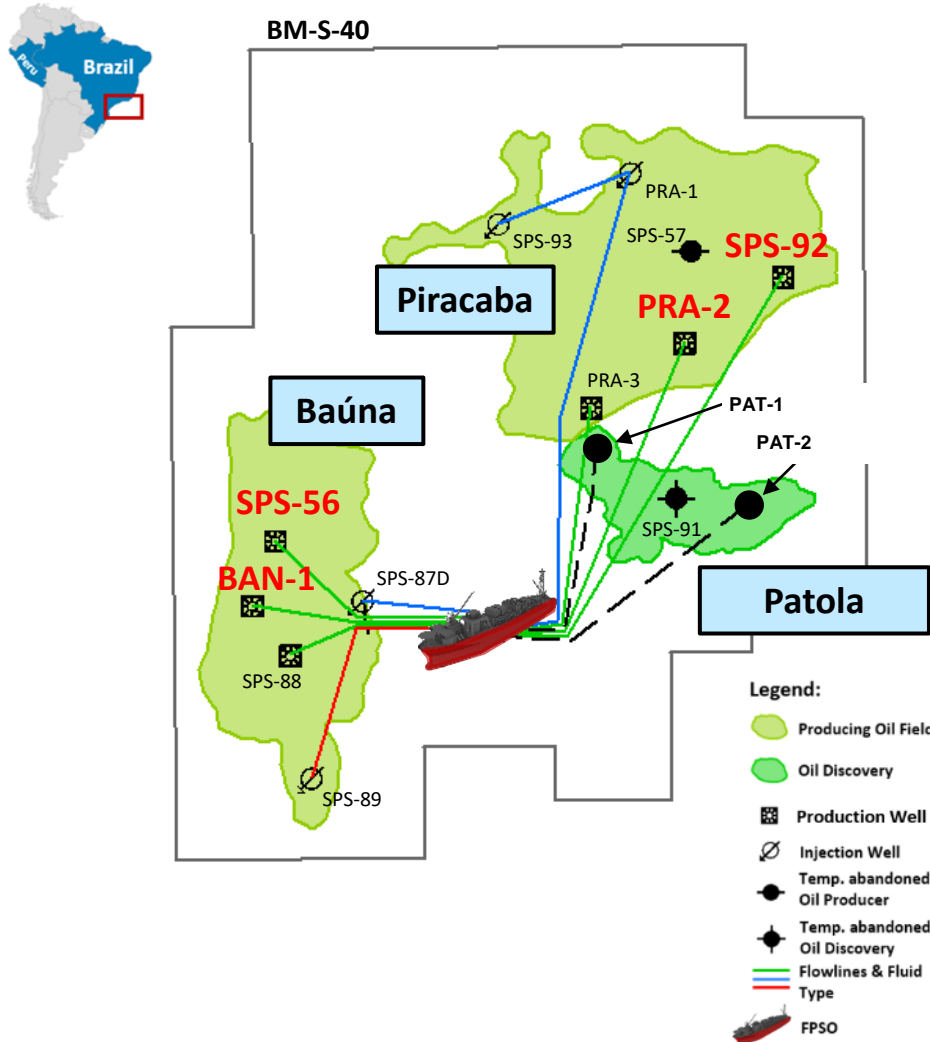 BM-S-40
Peru
Brazil
PRA-1
SPS-93
SPS-57
SPS-92
Piracaba
PRA-2
PRA-3
Baúna
PAT-1
PAT-2
SPS-56
SPS-91
SPS-87D
BAN-1
Patola
SPS-88
SPS-89
Legend:
Producing Oil Field
Oil Discovery
Production Well
Injection Well
Temp. abandoned
Oil Producer
Temp. abandoned
Oil Discovery
Flowlines & Fluid
Type
FPSO